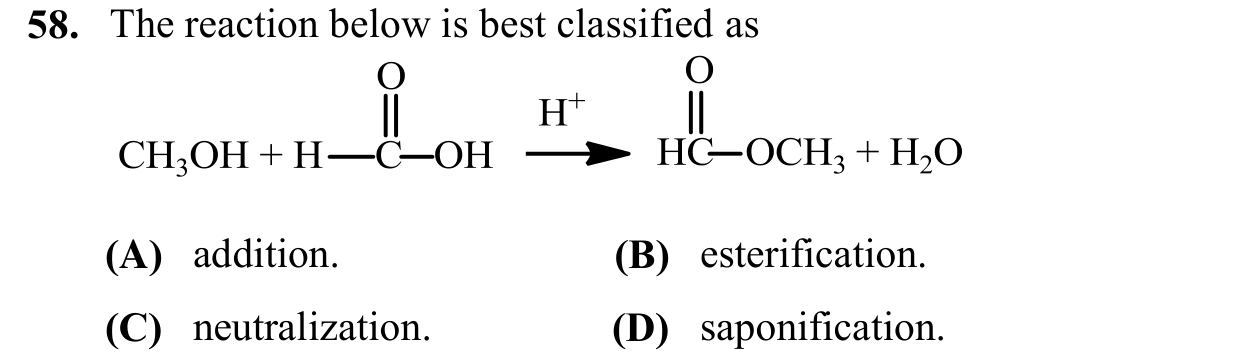 58. The reaction below is best classified as
O O
||  ||
H⁺
CH₃OH + H—C—OH ⟶ HC—OCH₃ + H₂O
(A) addition. (B) esterification.
(C) neutralization. (D) saponification.